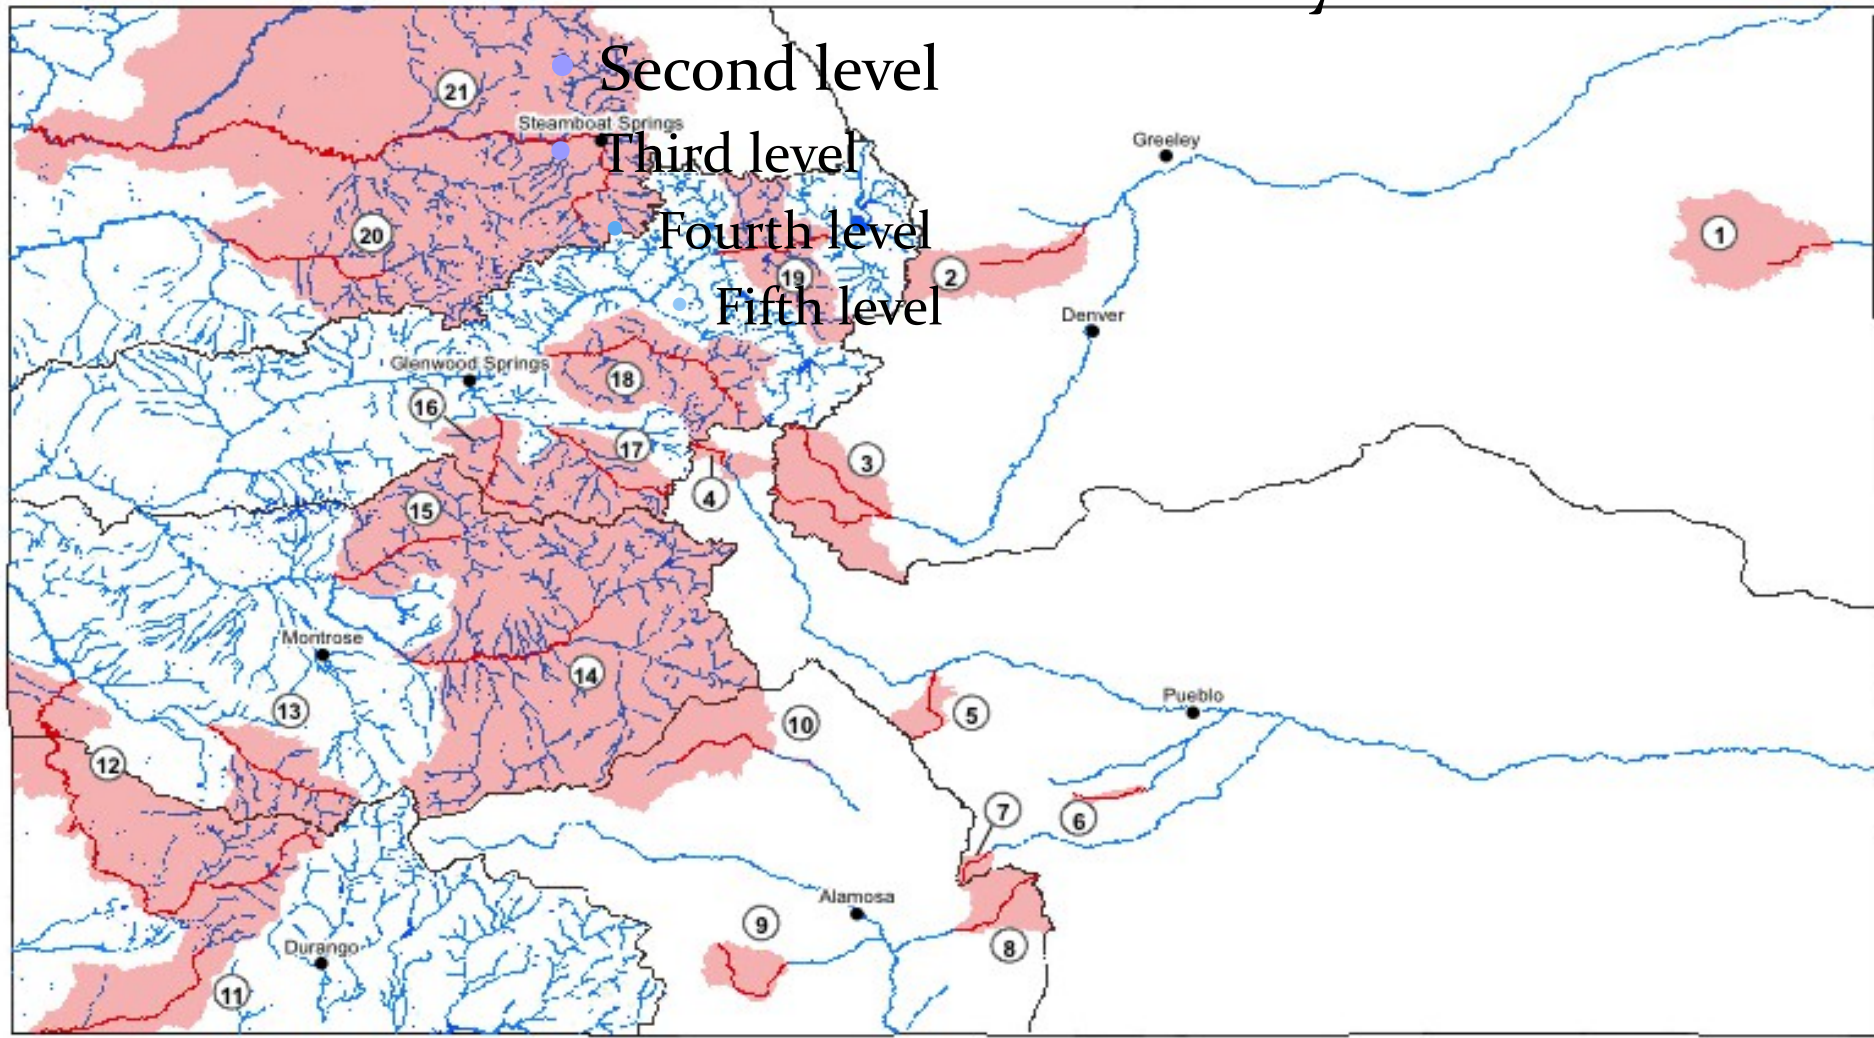 y
Second level
21
Steamboat Springs
Third level
Greeley
20
Fourth level
1
2
19
Fifth level
Denver
Glenwood Springs
18
16
17
3
4
15
Montrose
14
13
5
Pueblo
10
12
7
6
Alamosa
9
8
Durango
11